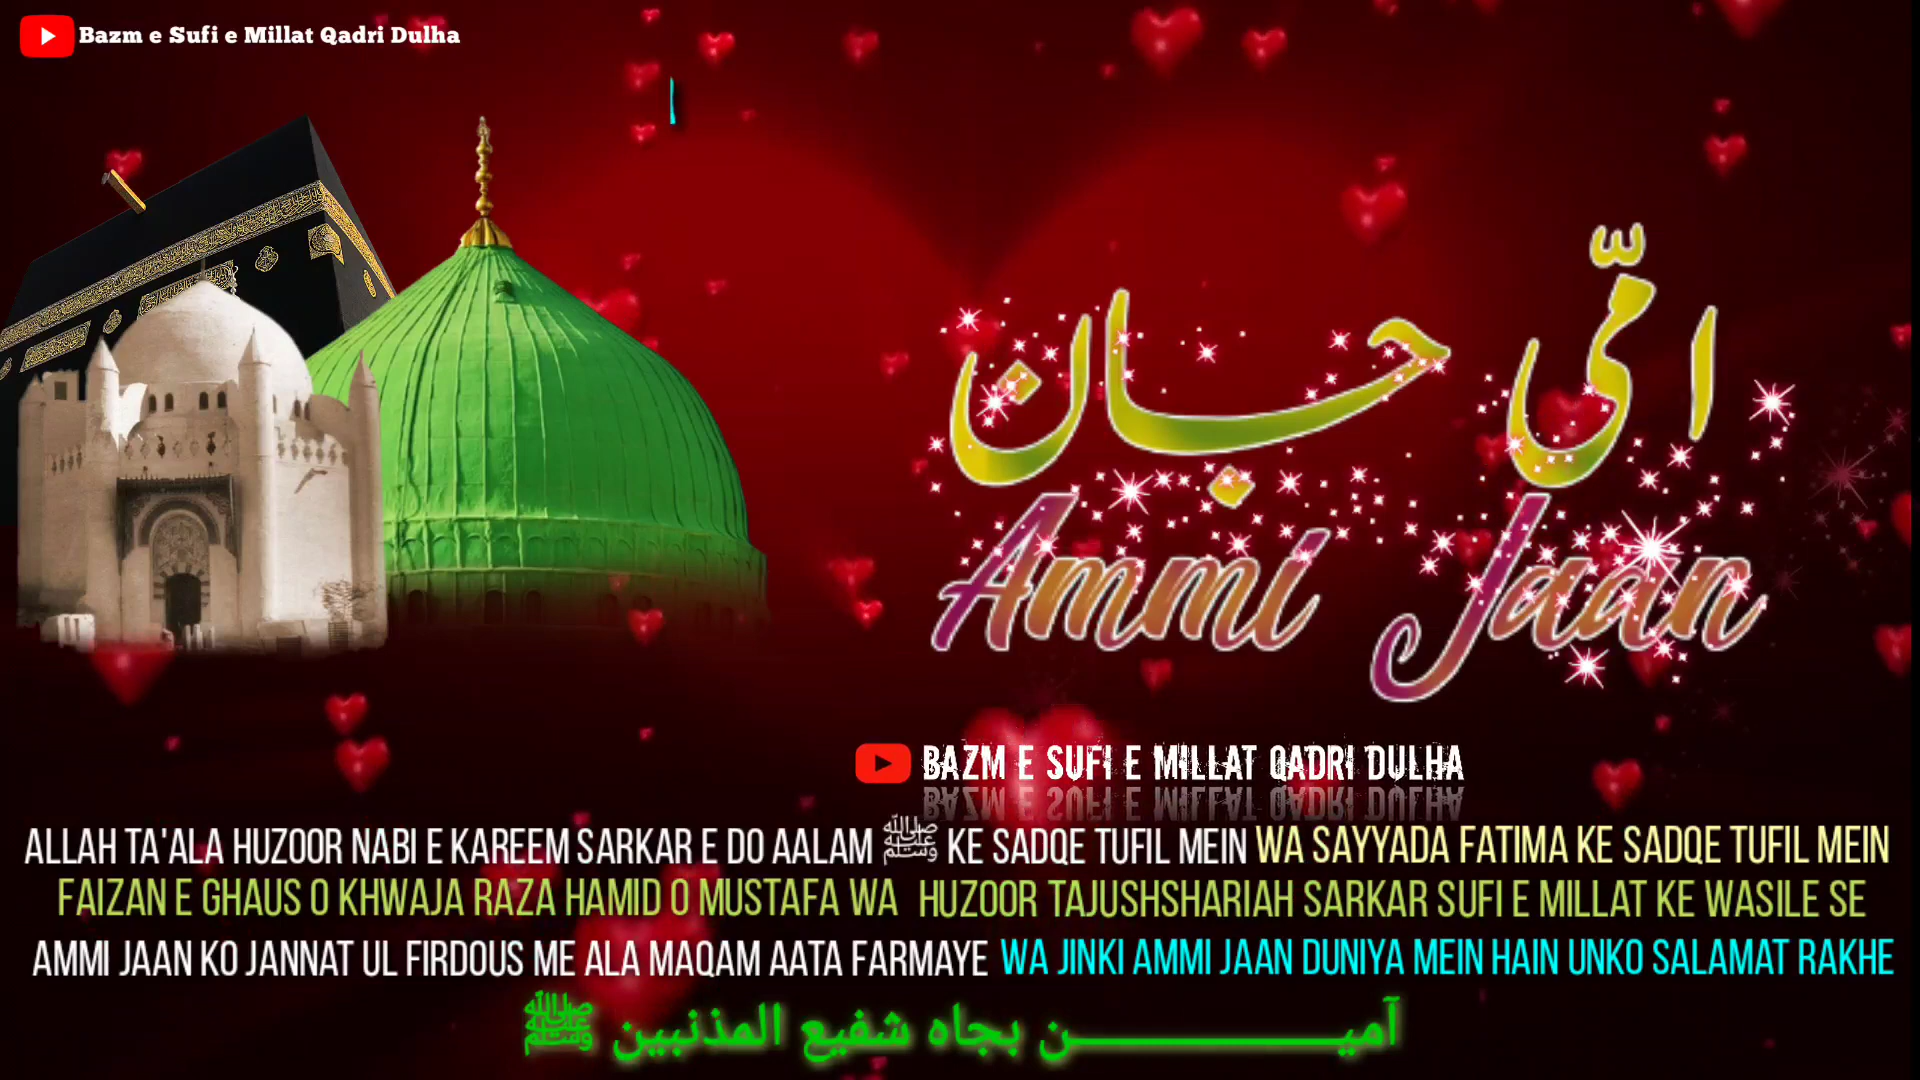 Bazm e Sufi e Millat Qadri Dulha
امّی جان
Ammi Jaan
BAZM E SUFI E MILLAT QADRI DULHA
ALLAH TA'ALA HUZOOR NABI E KAREEM SARKAR E DO AALAM ﷺ KE SADQE TUFIL MEIN WA SAYYADA FATIMA KE SADQE TUFIL MEIN
FAIZAN E GHAUS O KHWAJA RAZA HAMID O MUSTAFA WA HUZOOR TAJUSHSHARIAH SARKAR SUFI E MILLAT KE WASILE SE
AMMI JAAN KO JANNAT UL FIRDOUS ME ALA MAQAM AATA FARMAYE WA JINKI AMMI JAAN DUNIYA MEIN HAIN UNKO SALAMAT RAKHE
آميـــــــــــــــــن بجاه شفيع المذنبين ﷺ